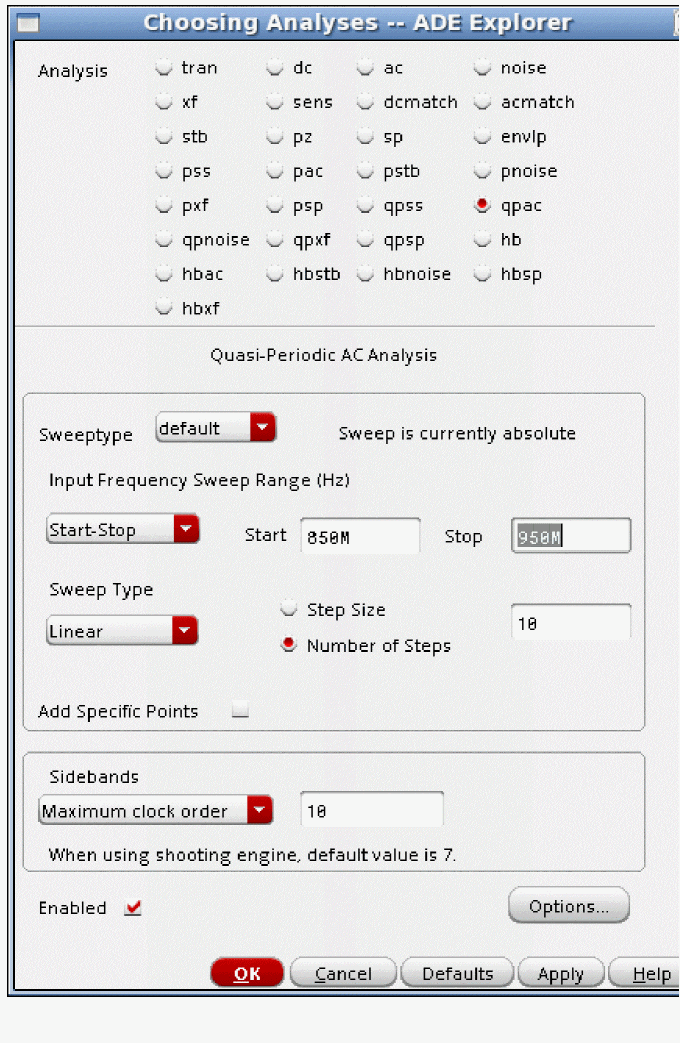 Choosing Analyses -- ADE Explorer
Analysis tran dc ac noise
xf sens dcmatch acmatch
stb pz sp envlp
pss pac pstb pnoise
pxf psp qpss qpac
qpnoise qpxf qpsp hb
hbac hbstb hbnoise hbsp
hbxf
Quasi-Periodic AC Analysis
Sweeptype default Sweep is currently absolute
Input Frequency Sweep Range (Hz)
Start-Stop Start 850M Stop 950M
Sweep Type
Step Size
Linear 10
Number of Steps
Add Specific Points
Sidebands
Maximum clock order 10
When using shooting engine, default value is 7.
Enabled Options...
OK Cancel Defaults Apply Help